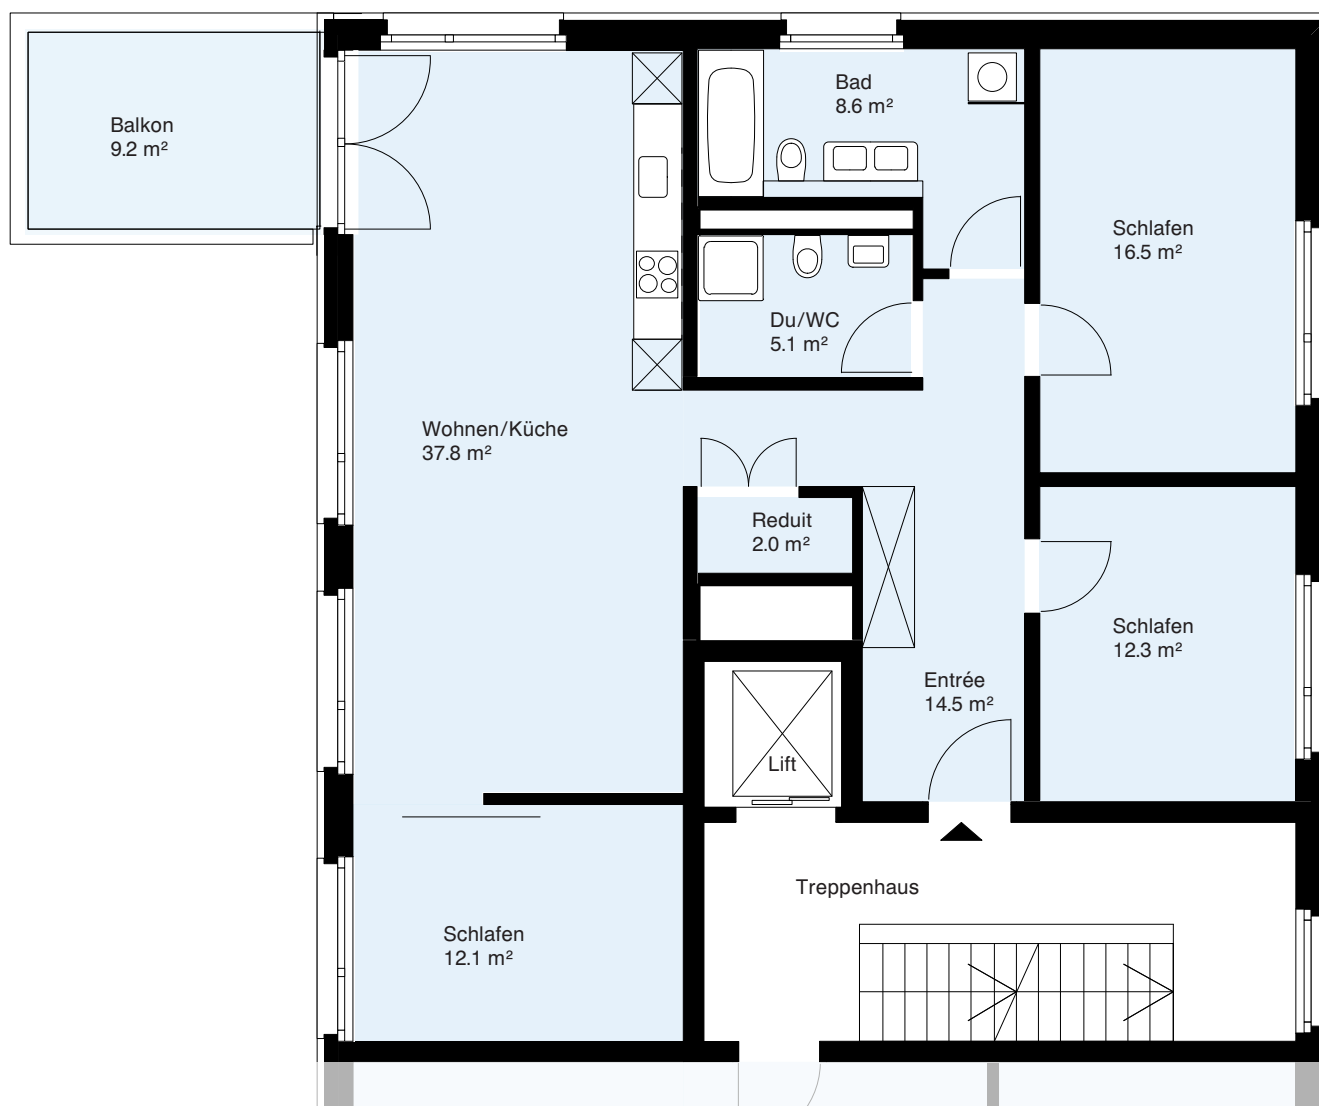 Balkon
9.2 m²
Bad
8.6 m²
Schlafen
16.5 m²
Du/WC
5.1 m²
Wohnen/Küche
37.8 m²
Reduit
2.0 m²
Schlafen
12.3 m²
Entrée
14.5 m²
Lift
Treppenhaus
Schlafen
12.1 m²